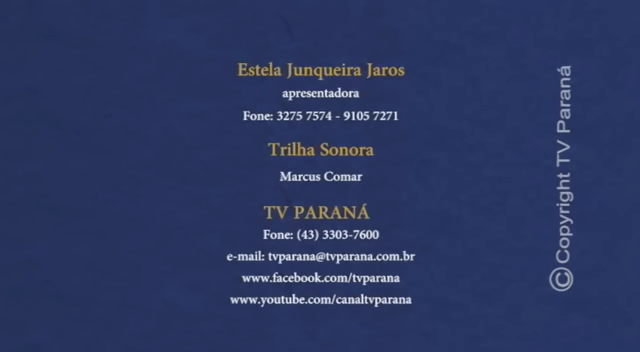 Estela Junqueira Jaros
apresentadora
Fone: 3275 7574 - 9105 7271
Trilha Sonora
Marcus Comar
TV PARANÁ
Fone: (43) 3303-7600
e-mail: tvparana@tvparana.com.br
www.facebook.com/tvparana
www.youtube.com/canaltvparana
©Copyright TV Paraná